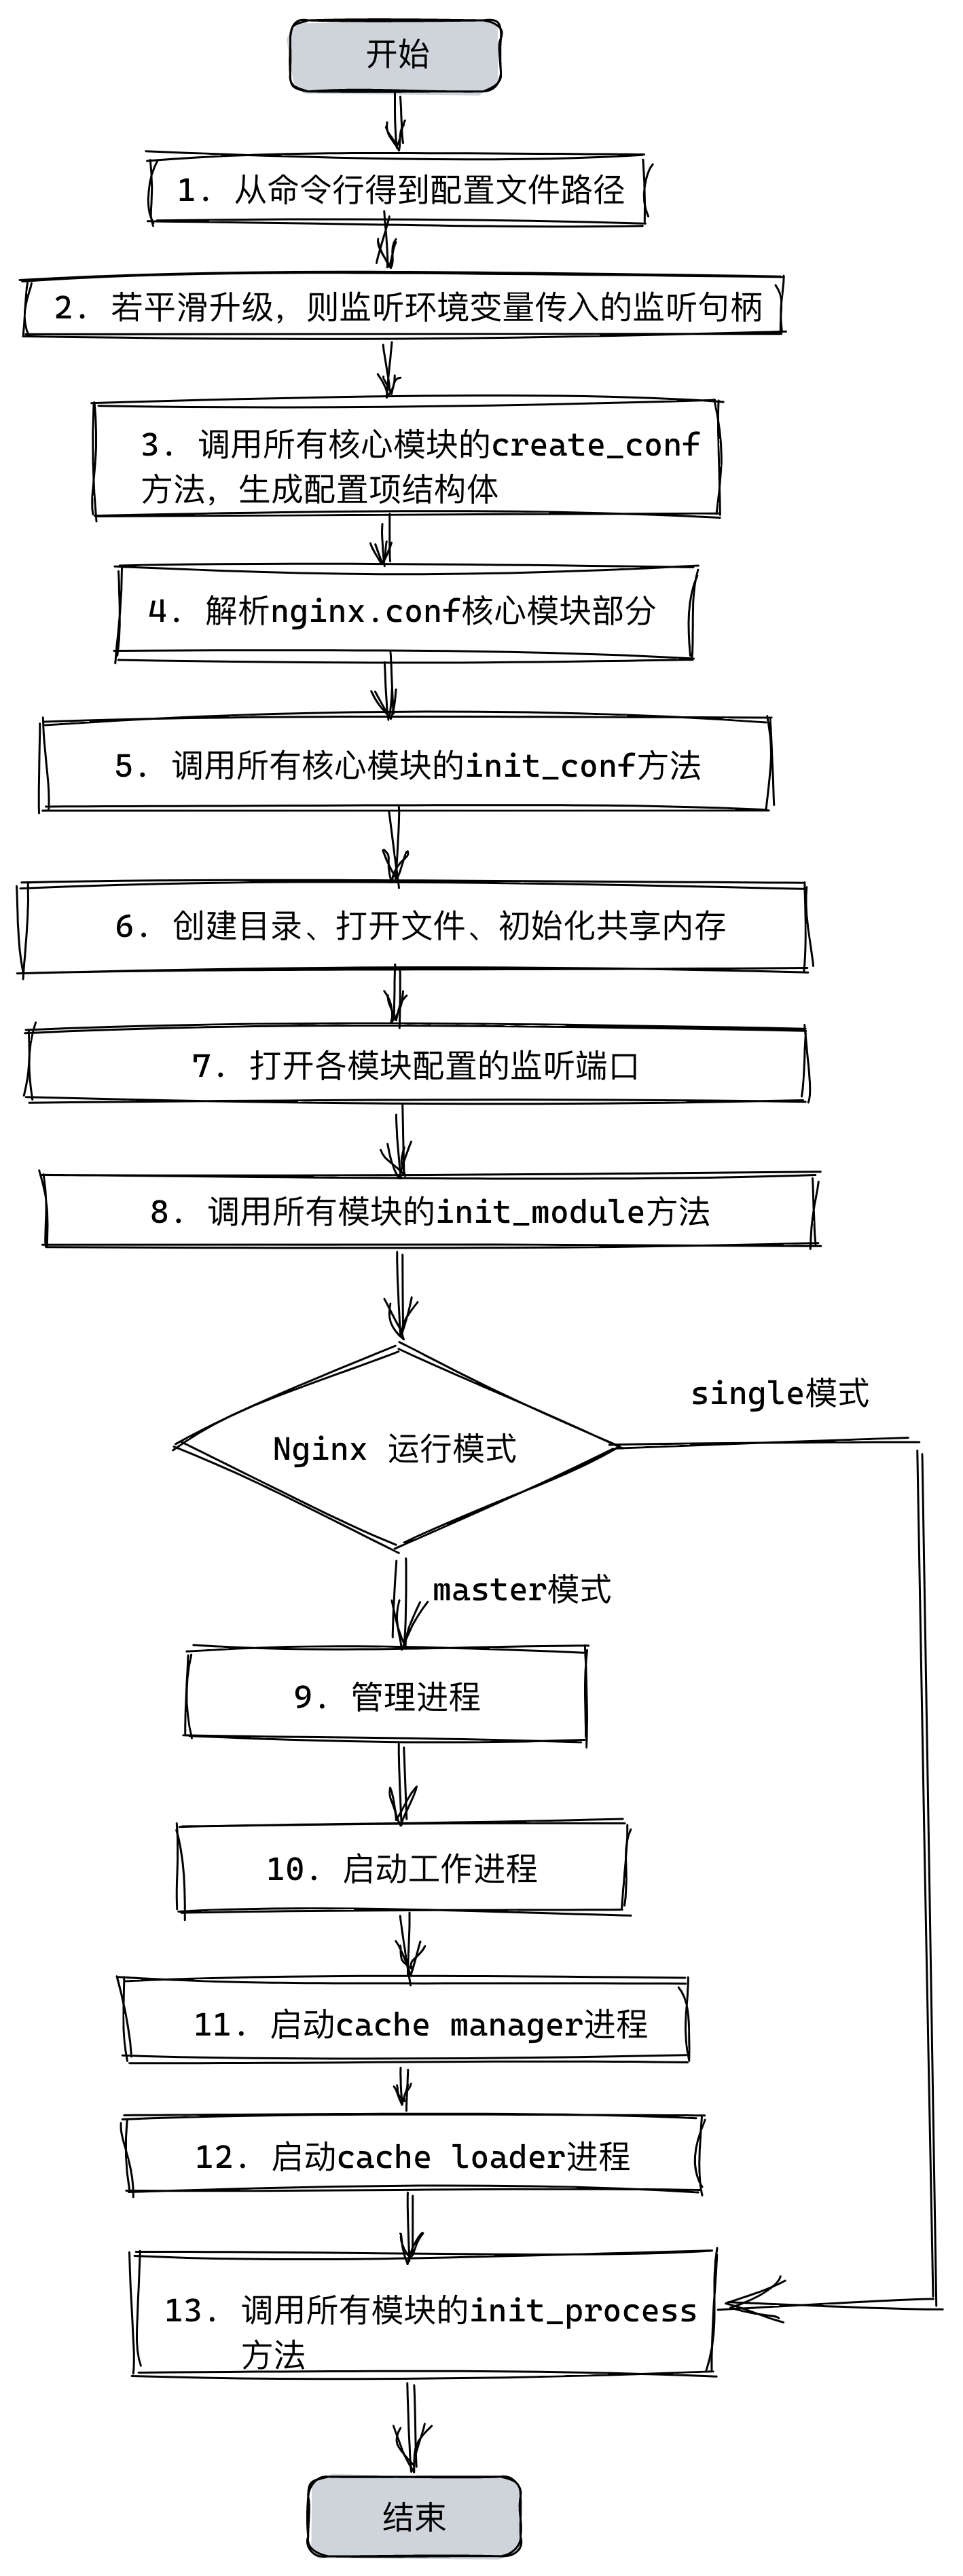 开始
1. 从命令行得到配置文件路径
2. 若平滑升级，则监听环境变量传入的监听句柄
3. 调用所有核心模块的create_conf
方法，生成配置项结构体
4. 解析nginx.conf核心模块部分
5. 调用所有核心模块的init_conf方法
6. 创建目录、打开文件、初始化共享内存
7. 打开各模块配置的监听端口
8. 调用所有模块的init_module方法
single模式
Nginx 运行模式
master模式
9. 管理进程
10. 启动工作进程
11. 启动cache manager进程
12. 启动cache loader进程
13. 调用所有模块的init_process
方法
结束